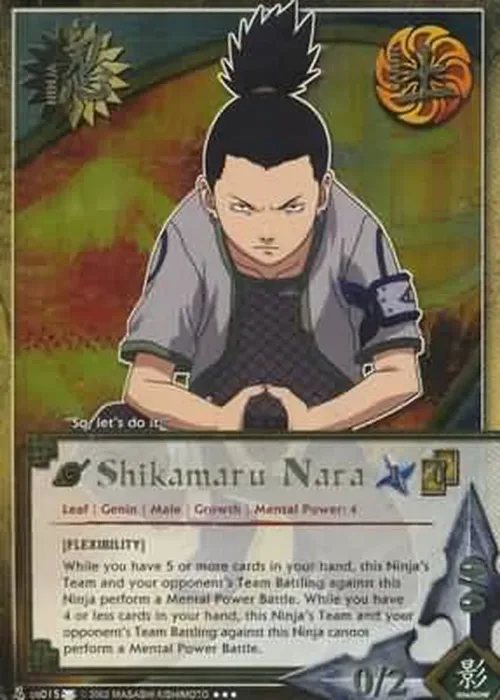 NINJA
"So, let's do it."
Shikamaru Nara
Leaf | Genin | Male | Growth | Mental Power: 4
[FLEXIBILITY]
While you have 5 or more cards in your hand, this Ninja's
Team and your opponent's Team Battling against this
Ninja perform a Mental Power Battle. While you have
4 or less cards in your hand, this Ninja's Team and your
opponent's Team Battling against this Ninja cannot
perform a Mental Power Battle.
0/2
© 2002 MASASHI KISHIMOTO ★★★
影